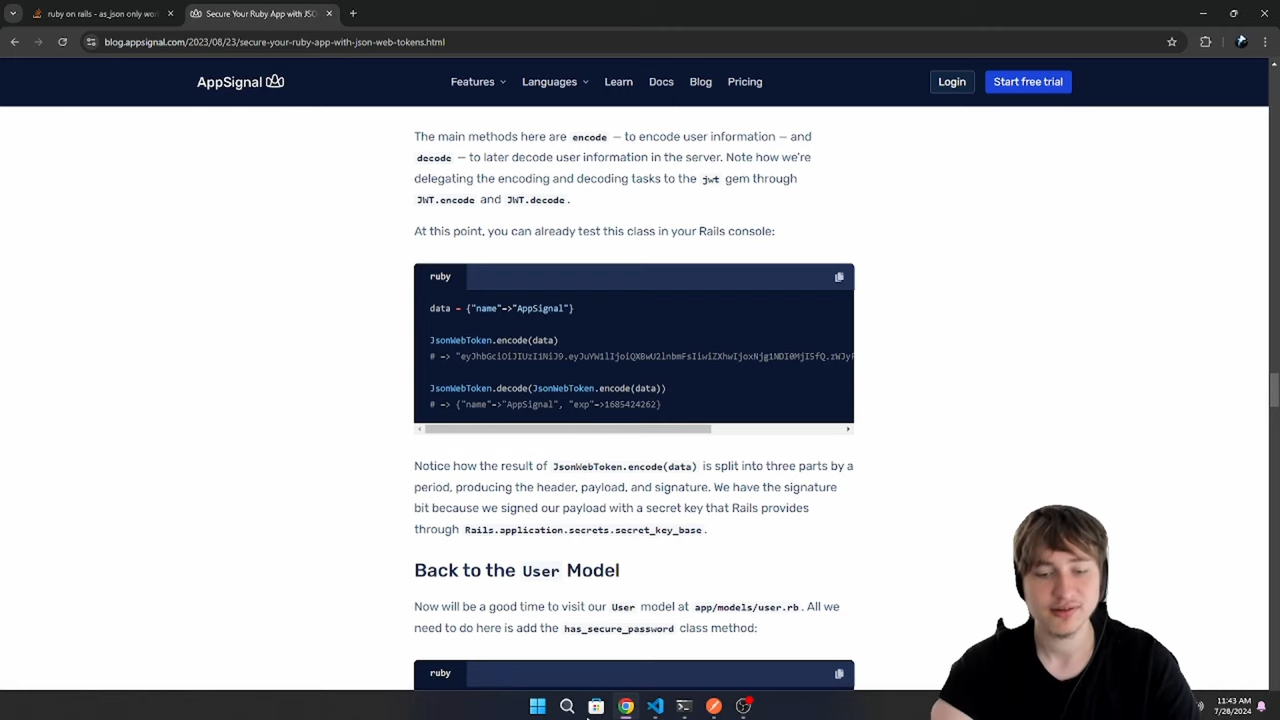 ruby on rails - as_json only wor
Secure Your Ruby App with JSO
blog.appsignal.com/2023/08/23/secure-your-ruby-app-with-json-web-tokens.html
AppSignal
Features
Languages
Learn
Docs
Blog
Pricing
Login
Start free trial
The main methods here are encode — to encode user information — and
decode — to later decode user information in the server. Note how we're
delegating the encoding and decoding tasks to the jwt gem through
JWT.encode and JWT.decode.
At this point, you can already test this class in your Rails console:
ruby
data = {"name"=>"AppSignal"}
JsonWebToken.encode(data)
JsonWebToken.decode(JsonWebToken.encode(data))
# => {"name"=>"AppSignal", "exp"=>1685424262}
Notice how the result of JsonWebToken.encode(data) is split into three parts by a
period, producing the header, payload, and signature. We have the signature
bit because we signed our payload with a secret key that Rails provides
through Rails.application.secrets.secret_key_base.
Back to the User Model
Now will be a good time to visit our User model at app/models/user.rb. All we
need to do here is add the has_secure_password class method:
ruby
11:43 AM
7/28/2024